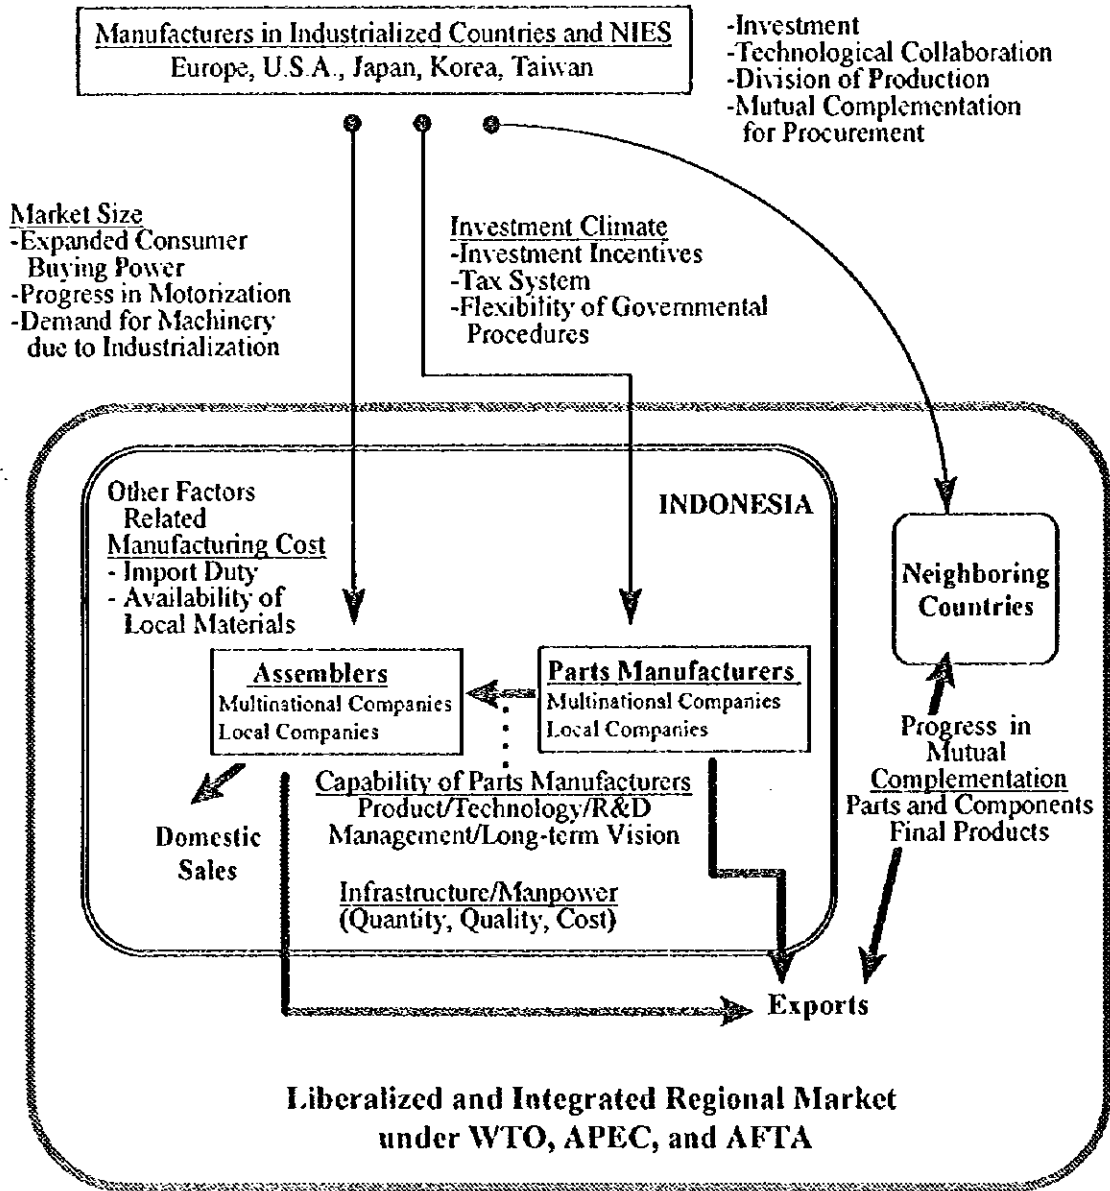 Manufacturers in Industrialized Countries and NIES
Europe, U.S.A., Japan, Korea, Taiwan
-Investment
-Technological Collaboration
-Division of Production
-Mutual Complementation
for Procurement
Market Size
-Expanded Consumer
Buying Power
-Progress in Motorization
-Demand for Machinery
due to Industrialization
Investment Climate
-Investment Incentives
-Tax System
-Flexibility of Governmental
Procedures
Other Factors
Related
Manufacturing Cost
- Import Duty
- Availability of
Local Materials
INDONESIA
Neighboring
Countries
Assemblers
Multinational Companies
Local Companies
Parts Manufacturers
Multinational Companies
Local Companies
Progress in
Mutual
Complementation
Parts and Components
Final Products
Capability of Parts Manufacturers
Product/Technology/R&D
Management/Long-term Vision
Domestic
Sales
Infrastructure/Manpower
(Quantity, Quality, Cost)
Exports
Liberalized and Integrated Regional Market
under WTO, APEC, and AFTA